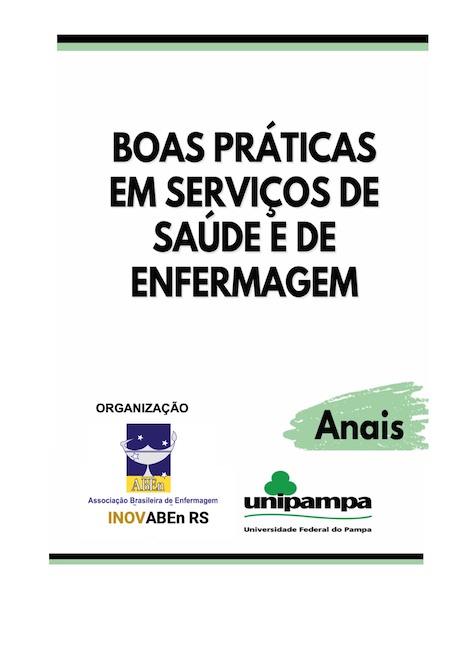 BOAS PRÁTICAS
EM SERVIÇOS DE
SAÚDE E DE
ENFERMAGEM
Anais
ORGANIZAÇÃO
ABEn
Associação Brasileira de Enfermagem
INOVABEn RS
unipampa
Universidade Federal do Pampa